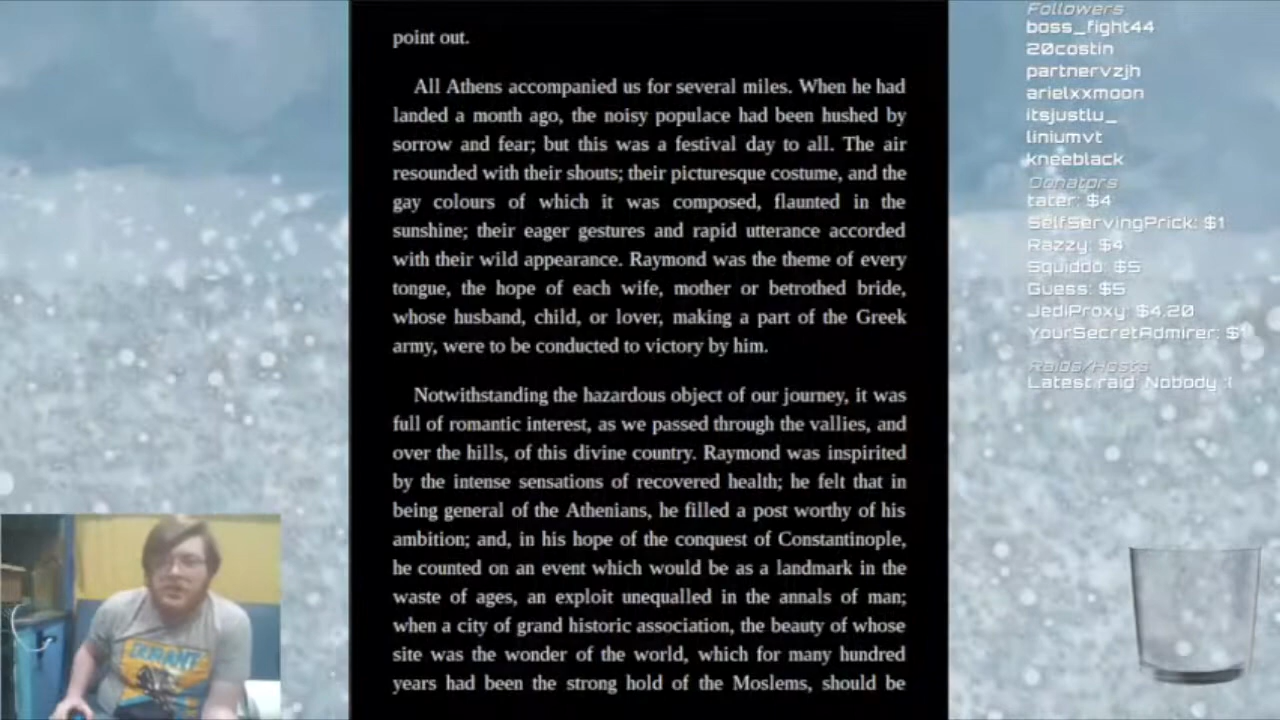 point out.
All Athens accompanied us for several miles. When he had
landed a month ago, the noisy populace had been hushed by
sorrow and fear; but this was a festival day to all. The air
resounded with their shouts; their picturesque costume, and the
gay colours of which it was composed, flaunted in the
sunshine; their eager gestures and rapid utterance accorded
with their wild appearance. Raymond was the theme of every
tongue, the hope of each wife, mother or betrothed bride,
whose husband, child, or lover, making a part of the Greek
army, were to be conducted to victory by him.
Notwithstanding the hazardous object of our journey, it was
full of romantic interest, as we passed through the vallies, and
over the hills, of this divine country. Raymond was inspirited
by the intense sensations of recovered health; he felt that in
being general of the Athenians, he filled a post worthy of his
ambition; and, in his hope of the conquest of Constantinople,
he counted on an event which would be as a landmark in the
waste of ages, an exploit unequalled in the annals of man;
when a city of grand historic association, the beauty of whose
site was the wonder of the world, which for many hundred
years had been the strong hold of the Moslems, should be
Followers
boss_fight44
20costin
partnervzjh
arielxxmoon
itsjustlu_
liniumvt
kneeblack
Donators
tater: $4
SelfServingPrick: $1
Razzy: $4
Squiddo: $5
Guess: $5
JediProxy: $4.20
YourSecretAdmirer:
Raids/Hosts
Latest raid: Nobody :(